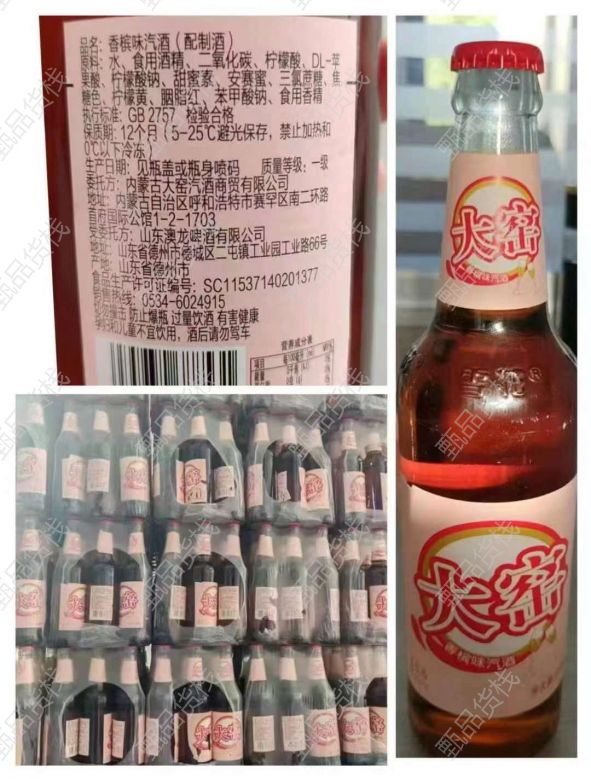 品名：香槟味汽酒（配制酒）
原料：水、食用酒精、二氧化碳、柠檬酸、DL-苹
果酸、柠檬酸钠、甜蜜素、安赛蜜、三氯蔗糖、焦
糖色、柠檬黄、胭脂红、苯甲酸钠、食用香精
执行标准：GB 2757 检验合格
保质期：12个月（5-25℃避光保存，禁止加热和
0℃以下冷冻）
生产日期：见瓶盖或瓶身喷码 质量等级：一级
委托方：内蒙古大窑汽酒商贸有限公司
地址：内蒙古自治区呼和浩特市赛罕区南二环路
首府国际公馆1-2-1703
受委托方：山东澳龙啤酒有限公司
地址：山东省德州市德城区二屯镇工业园工业路66号
产地：山东省德州市
食品生产许可证编号：SC11537140201377
销售热线：0534-6024915
切勿撞击 防止爆瓶 过量饮酒 有害健康
孕妇和儿童不宜饮用，酒后请勿驾车
营养成分表
项目
大窑
香槟味汽酒
大窑
香槟味汽酒
甄品货栈